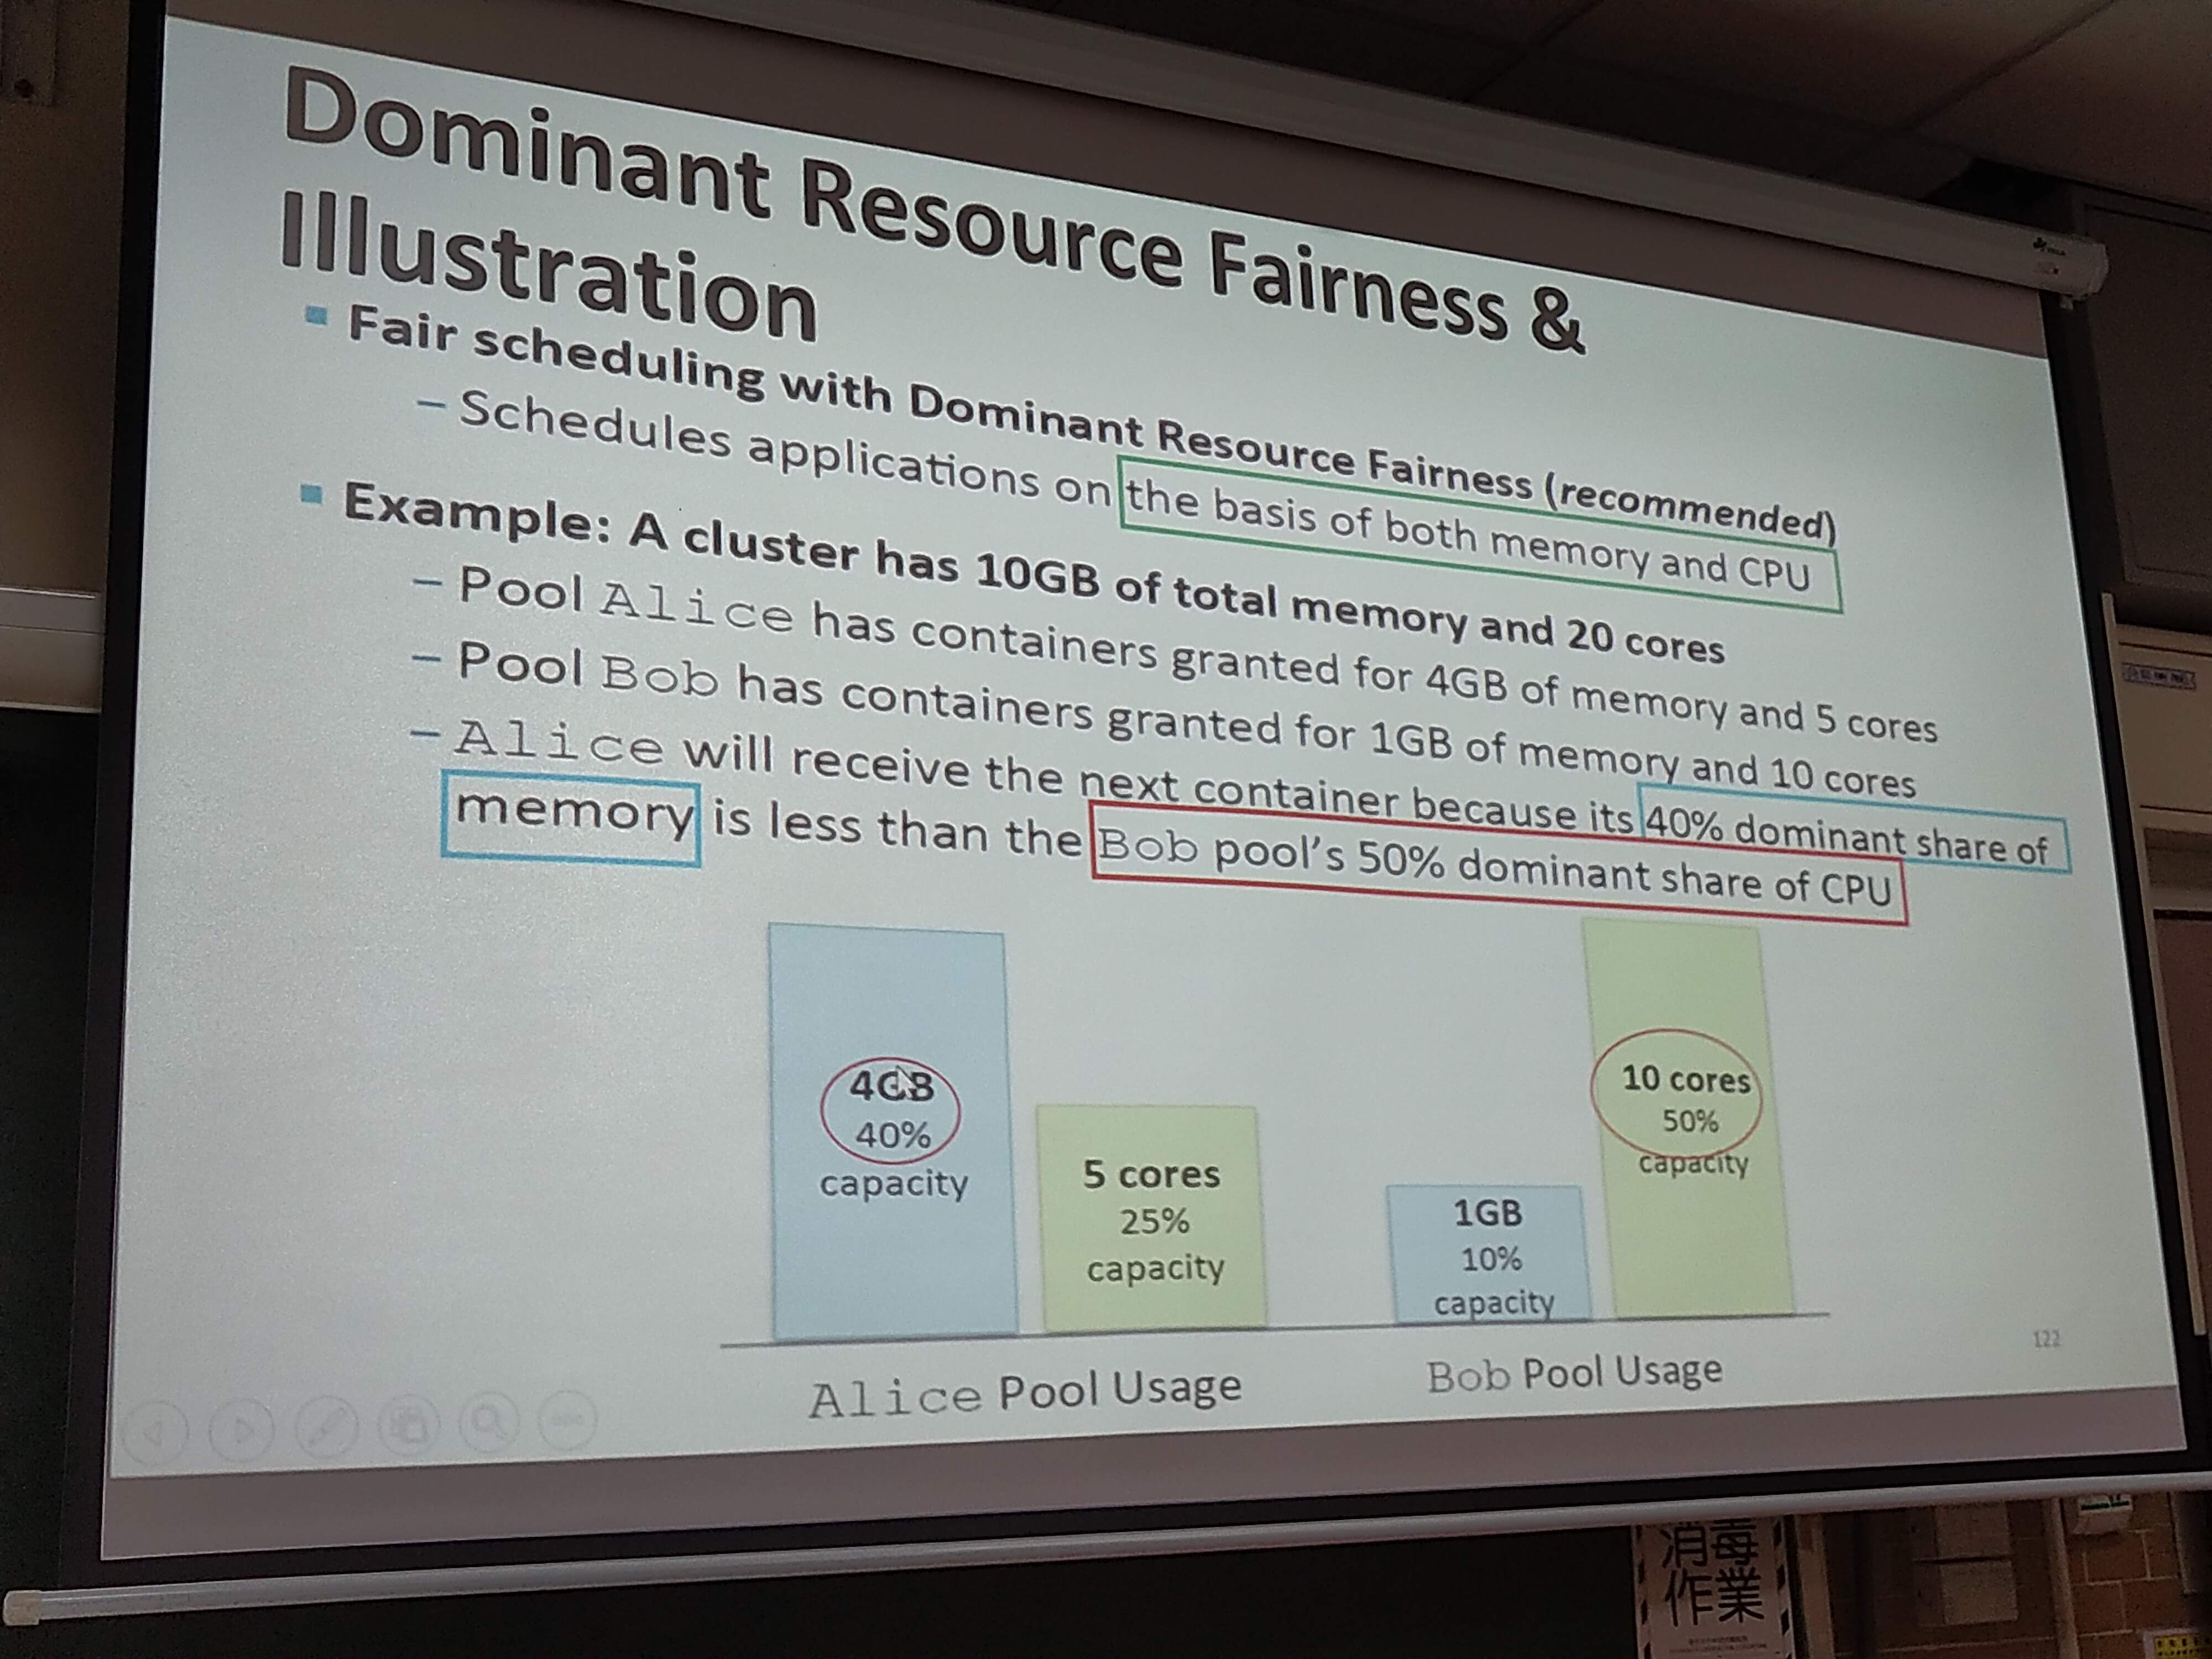 Dominant Resource Fairness &
Illustration
▪ Fair scheduling with Dominant Resource Fairness (recommended)
– Schedules applications on the basis of both memory and CPU
▪ Example: A cluster has 10GB of total memory and 20 cores
– Pool Alice has containers granted for 4GB of memory and 5 cores
– Pool Bob has containers granted for 1GB of memory and 10 cores
– Alice will receive the next container because its 40% dominant share of
memory is less than the Bob pool's 50% dominant share of CPU
4GB
40%
capacity
5 cores
25%
capacity
1GB
10%
capacity
10 cores
50%
capacity
Alice Pool Usage
Bob Pool Usage
122
消毒
作業